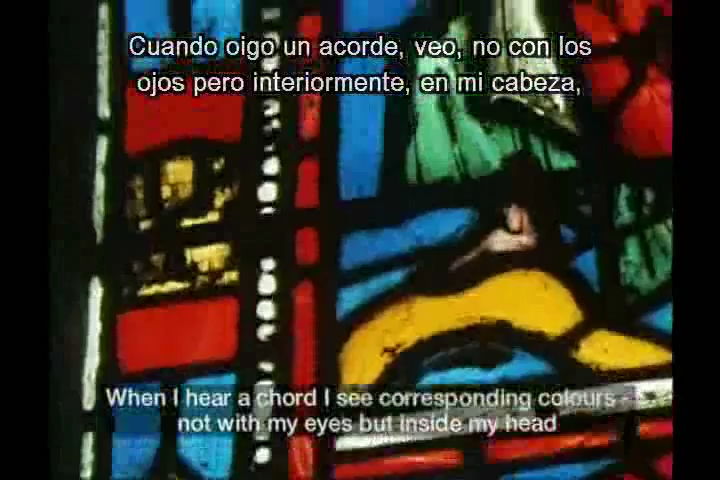 Cuando oigo un acorde, veo, no con los
ojos pero interiormente, en mi cabeza,
When I hear a chord I see corresponding colours -
not with my eyes but inside my head